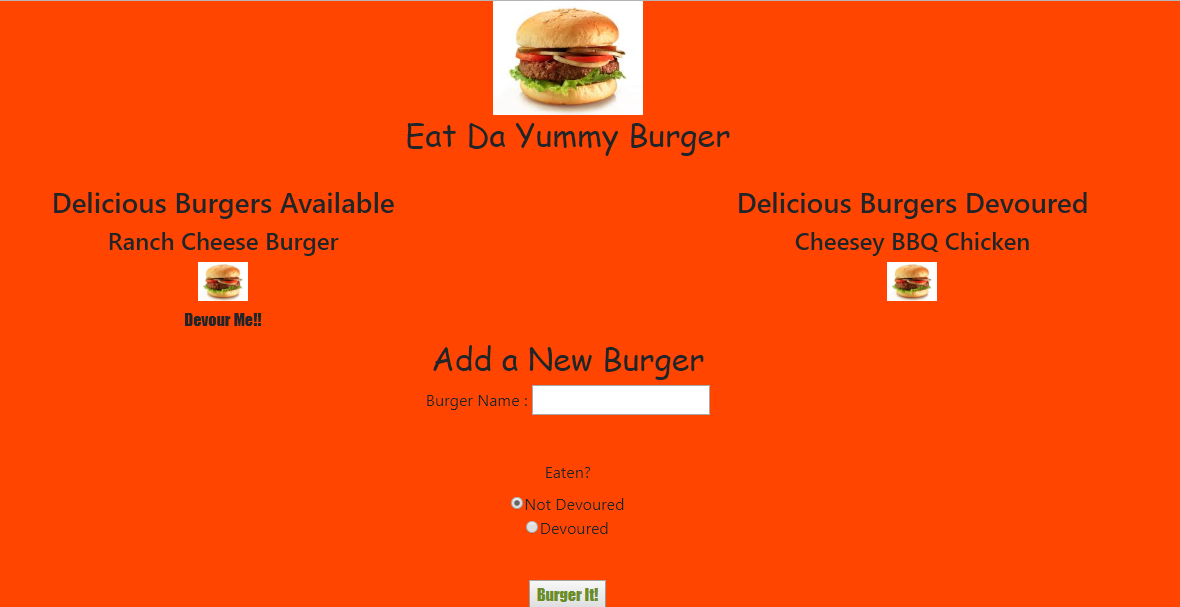 Eat Da Yummy Burger
Delicious Burgers Available
Ranch Cheese Burger
Devour Me!!
Delicious Burgers Devoured
Cheesey BBQ Chicken
Add a New Burger
Burger Name :
Eaten?
Not Devoured
Devoured
Burger It!